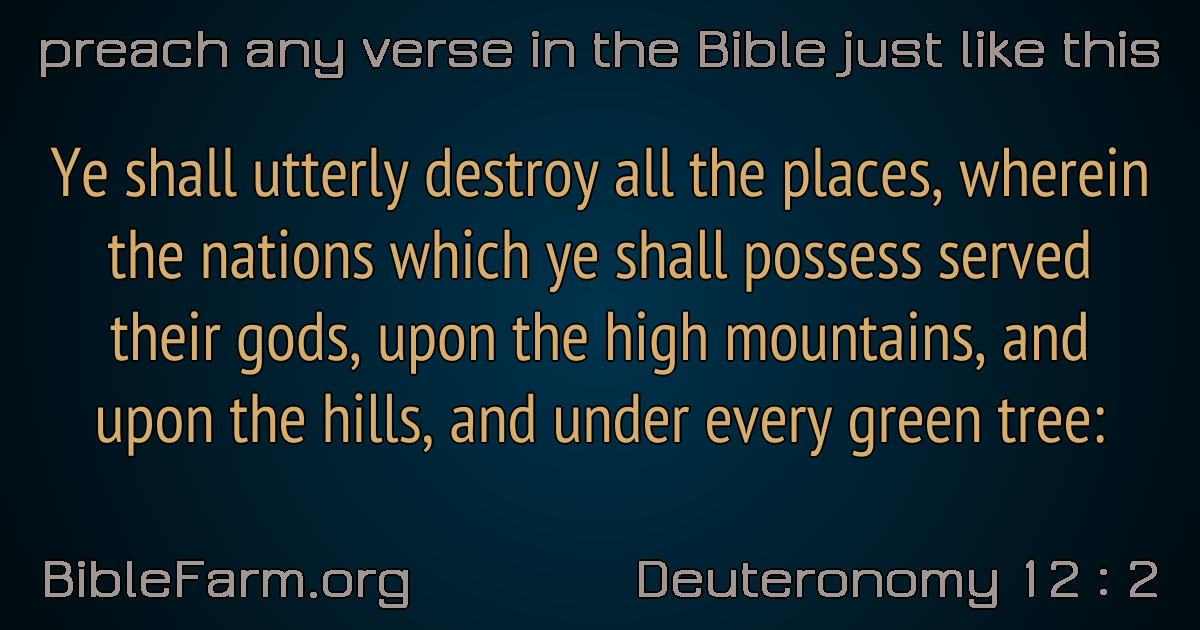 preach any verse in the Bible just like this
Ye shall utterly destroy all the places, wherein
the nations which ye shall possess served
their gods, upon the high mountains, and
upon the hills, and under every green tree:
BibleFarm.org
Deuteronomy 12 : 2